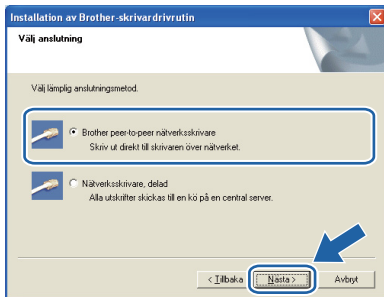 Installation av Brother-skrivardrivrutin
Välj anslutning
Välj lämplig anslutningsmetod.
Brother peer-to-peer nätverksskrivare
Skriv ut direkt till skrivaren över nätverket.
Nätverksskrivare, delad
Alla utskrifter skickas till en kö på en central server.
< Tillbaka Nästa > Avbryt